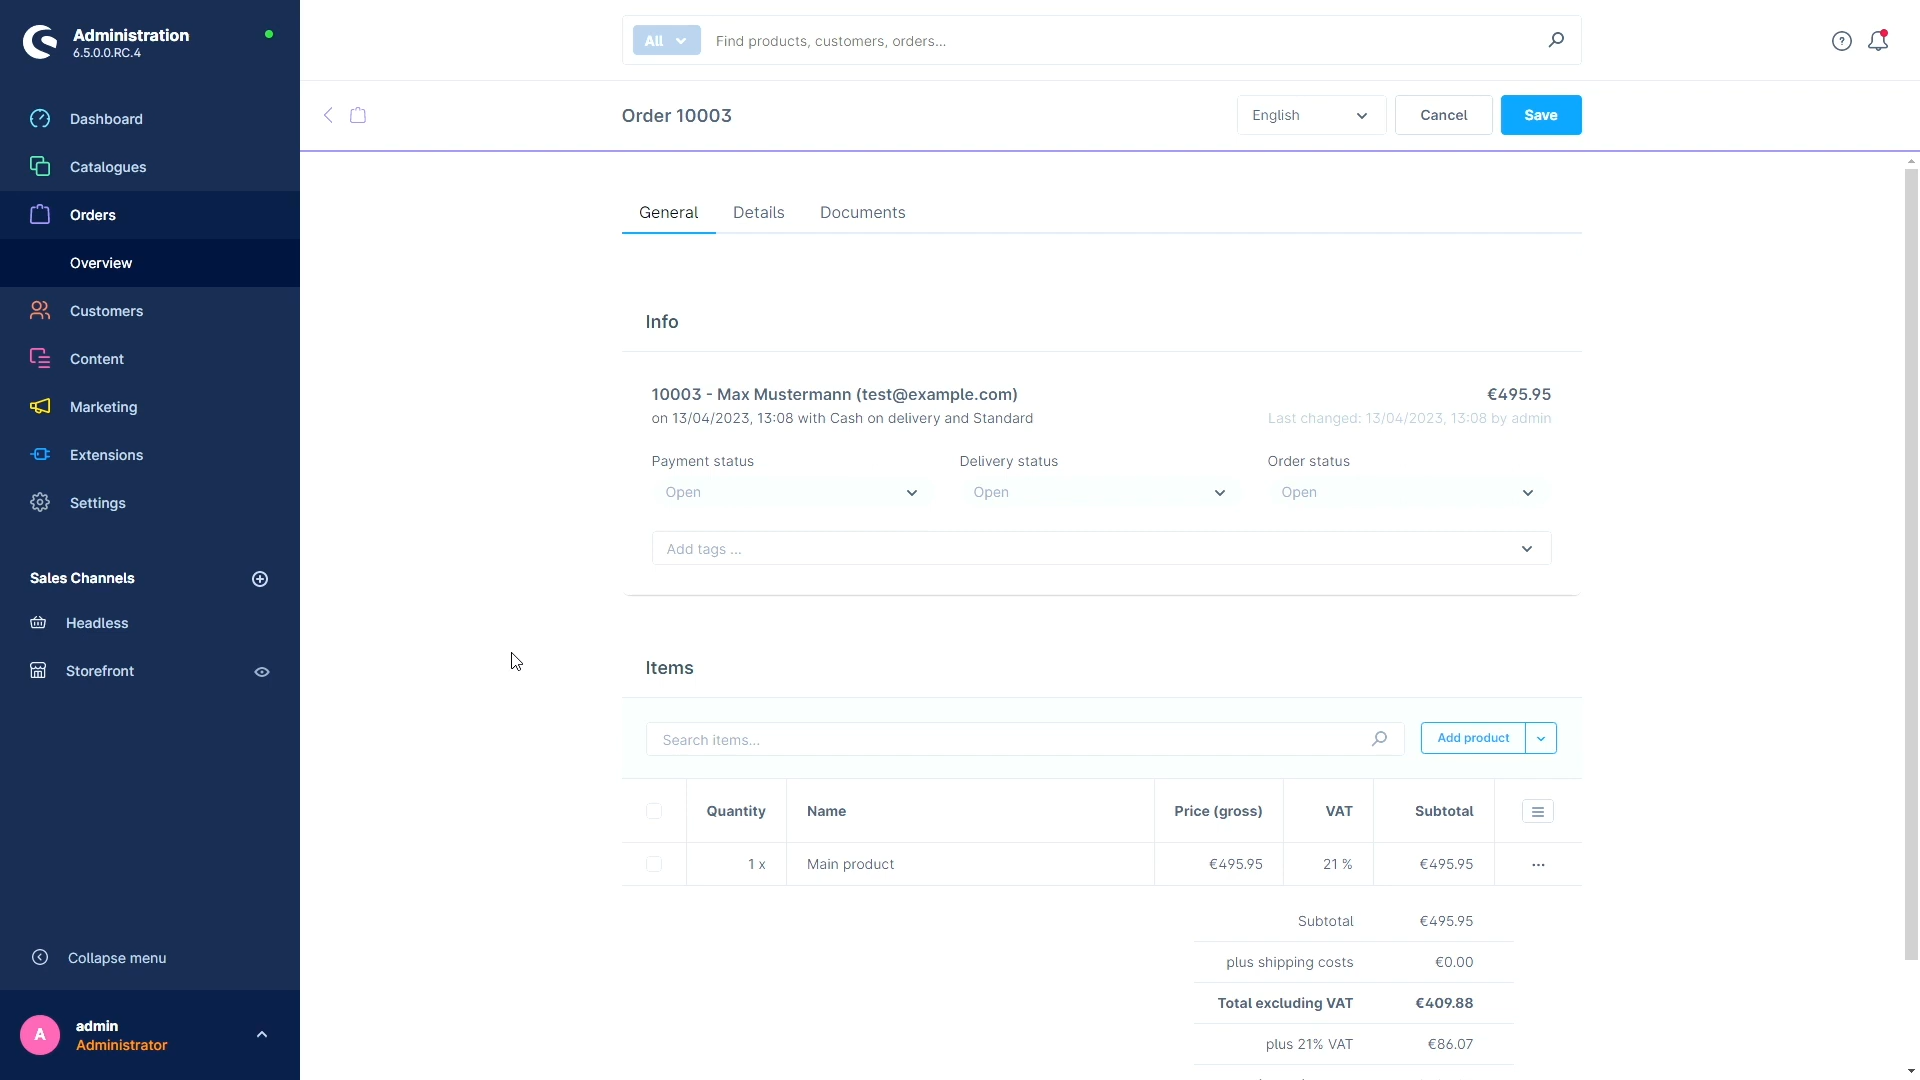 Administration
6.5.0.0.RC.4
Dashboard
Catalogues
Orders
Overview
Customers
Content
Marketing
Extensions
Settings
Sales Channels
Headless
Storefront
Collapse menu
A
admin
Administrator
All
Find products, customers, orders...
Order 10003
English
Cancel
Save
General Details Documents
Info
10003 - Max Mustermann (test@example.com) €495.95
on 13/04/2023, 13:08 with Cash on delivery and Standard Last changed: 13/04/2023, 13:08 by admin
Payment status Delivery status Order status
Open Open Open
Add tags ...
Items
Search items... Add product
Quantity Name Price (gross) VAT Subtotal
1 x Main product €495.95 21 % €495.95
Subtotal €495.95
plus shipping costs €0.00
Total excluding VAT €409.88
plus 21% VAT €86.07